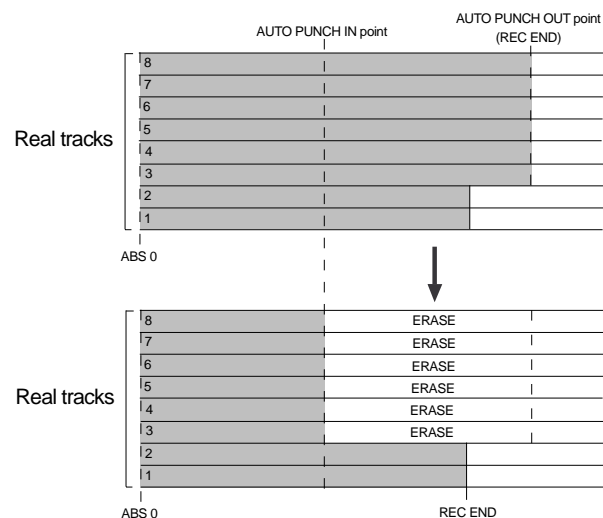 AUTO PUNCH IN point
AUTO PUNCH OUT point
(REC END)
Real tracks
8
7
6
5
4
3
2
1
ABS 0
Real tracks
8 ERASE
7 ERASE
6 ERASE
5 ERASE
4 ERASE
3 ERASE
2
1
ABS 0
REC END